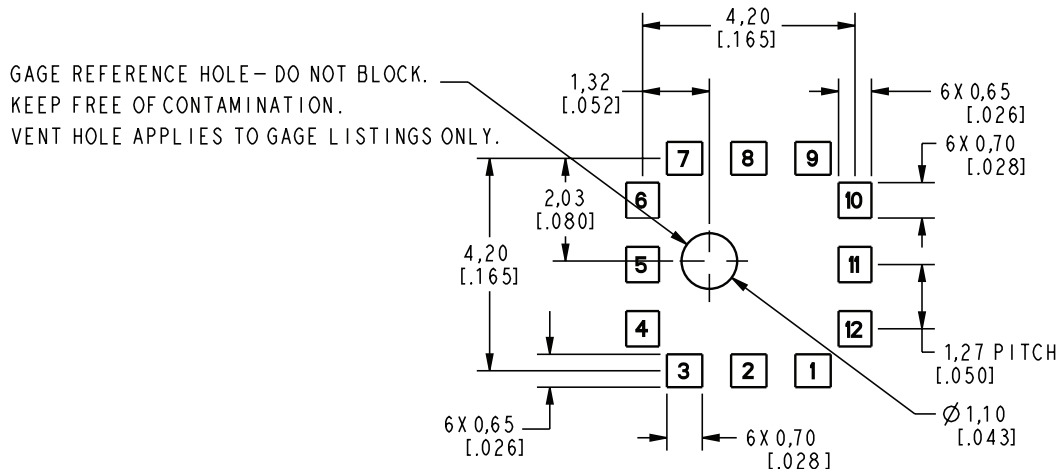 4,20
[.165]
GAGE REFERENCE HOLE - DO NOT BLOCK.
KEEP FREE OF CONTAMINATION.
VENT HOLE APPLIES TO GAGE LISTINGS ONLY.
1,32
[.052]
6X 0,65
[.026]
6X 0,70
[.028]
7 8 9
2,03
[.080]
6 10
4,20
[.165]
5 11
4 12
1,27 PITCH
[.050]
3 2 1
Ø 1,10
[.043]
6X 0,65
[.026]
6X 0,70
[.028]